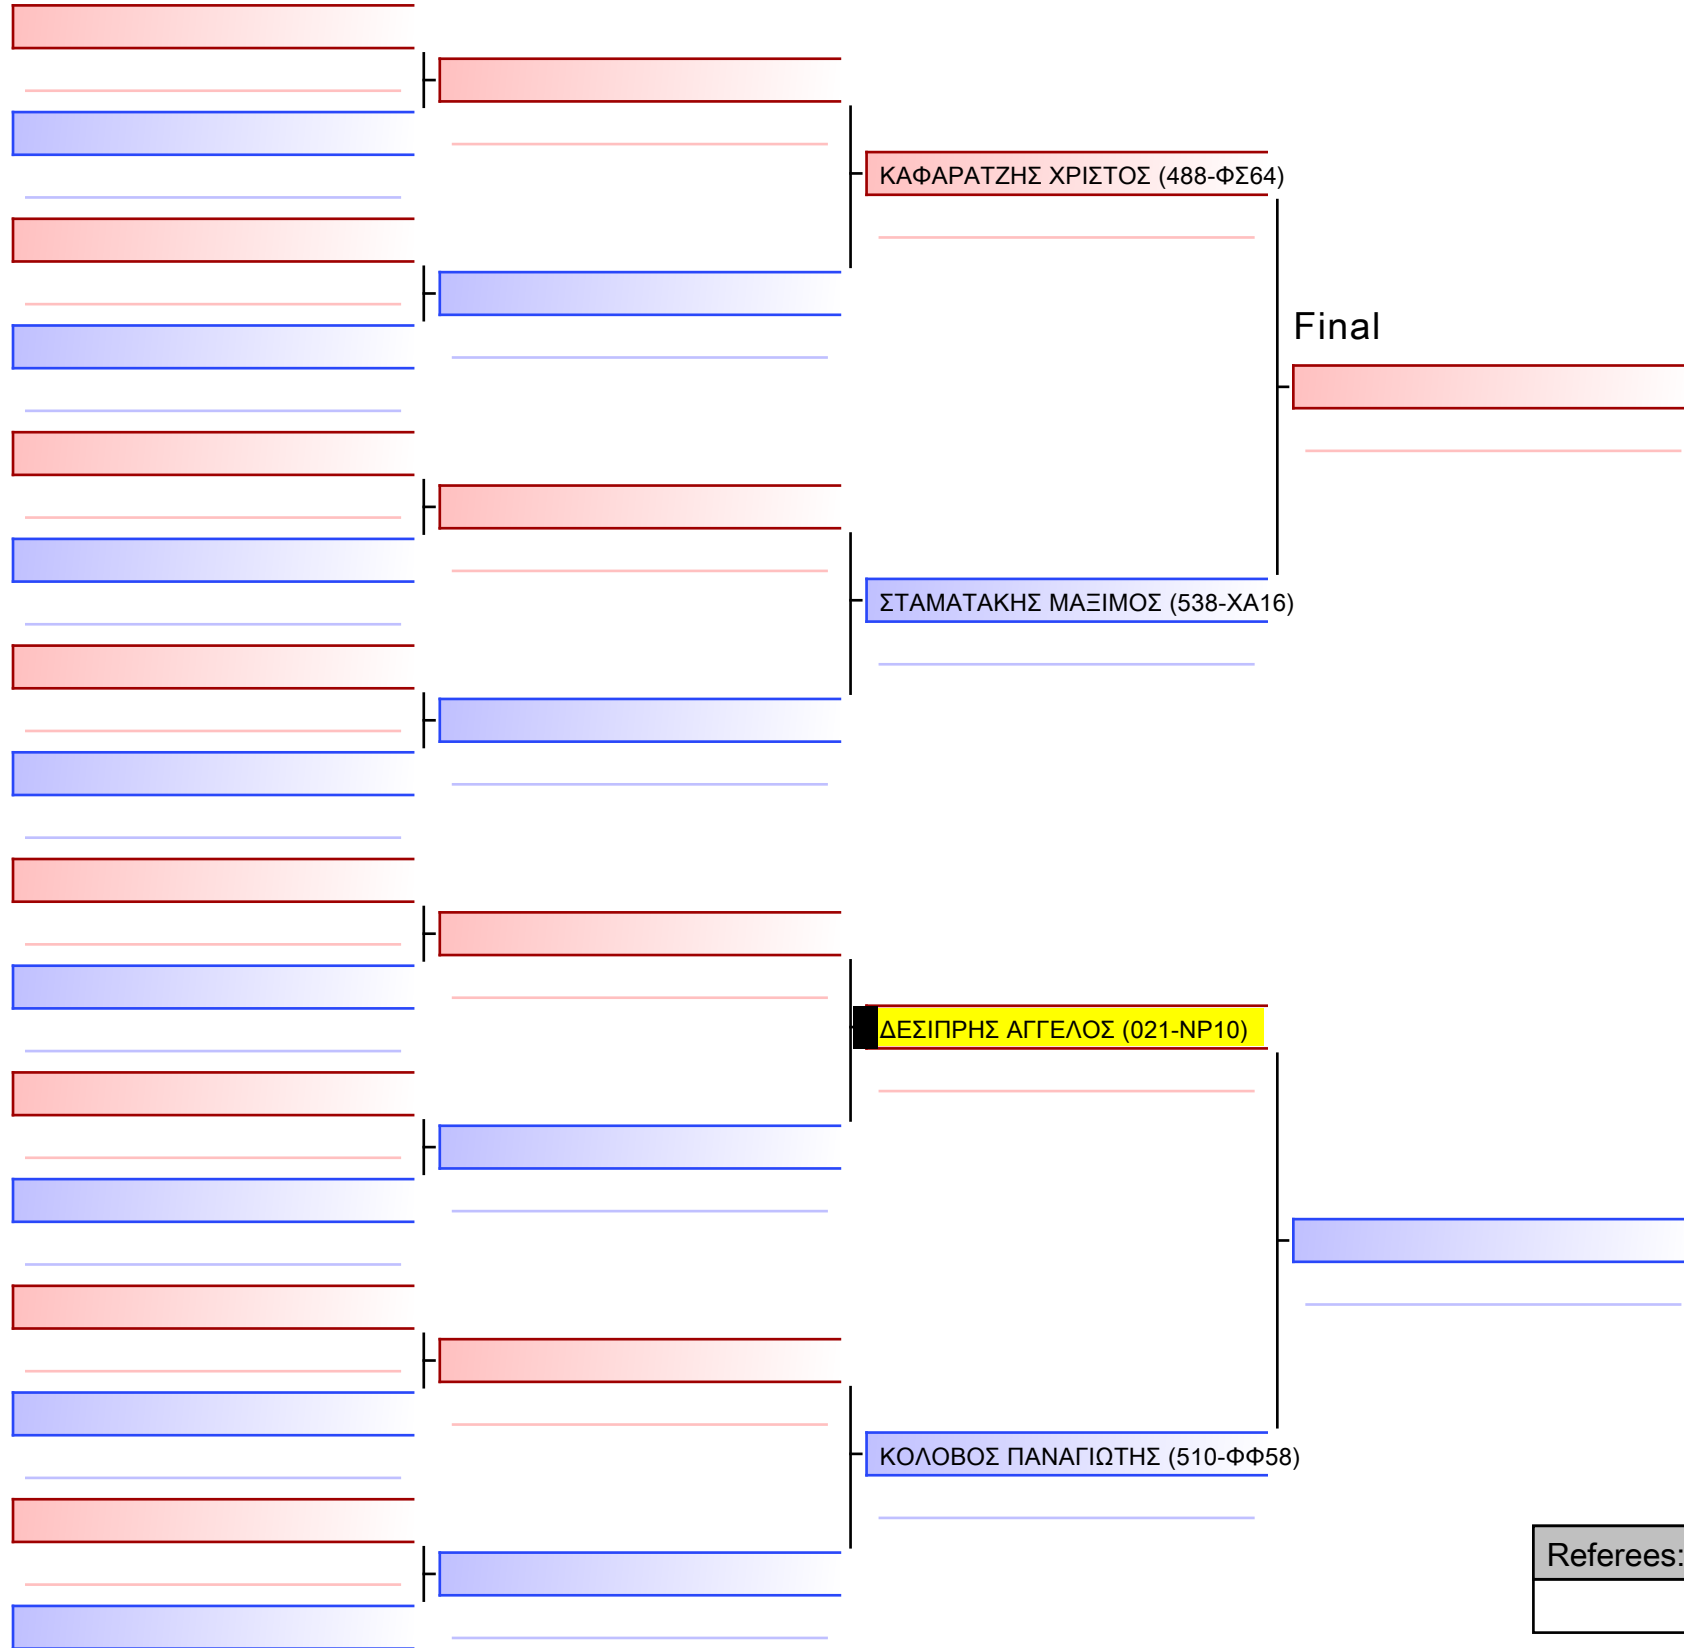 ΚΑΦΑΡΑΤΖΗΣ ΧΡΙΣΤΟΣ (488-ΦΣ64)
Final
ΣΤΑΜΑΤΑΚΗΣ ΜΑΞΙΜΟΣ (538-ΧΑ16)
ΔΕΣΙΠΡΗΣ ΑΓΓΕΛΟΣ (021-ΝΡ10)
ΚΟΛΟΒΟΣ ΠΑΝΑΓΙΩΤΗΣ (510-ΦΦ58)
Referees: